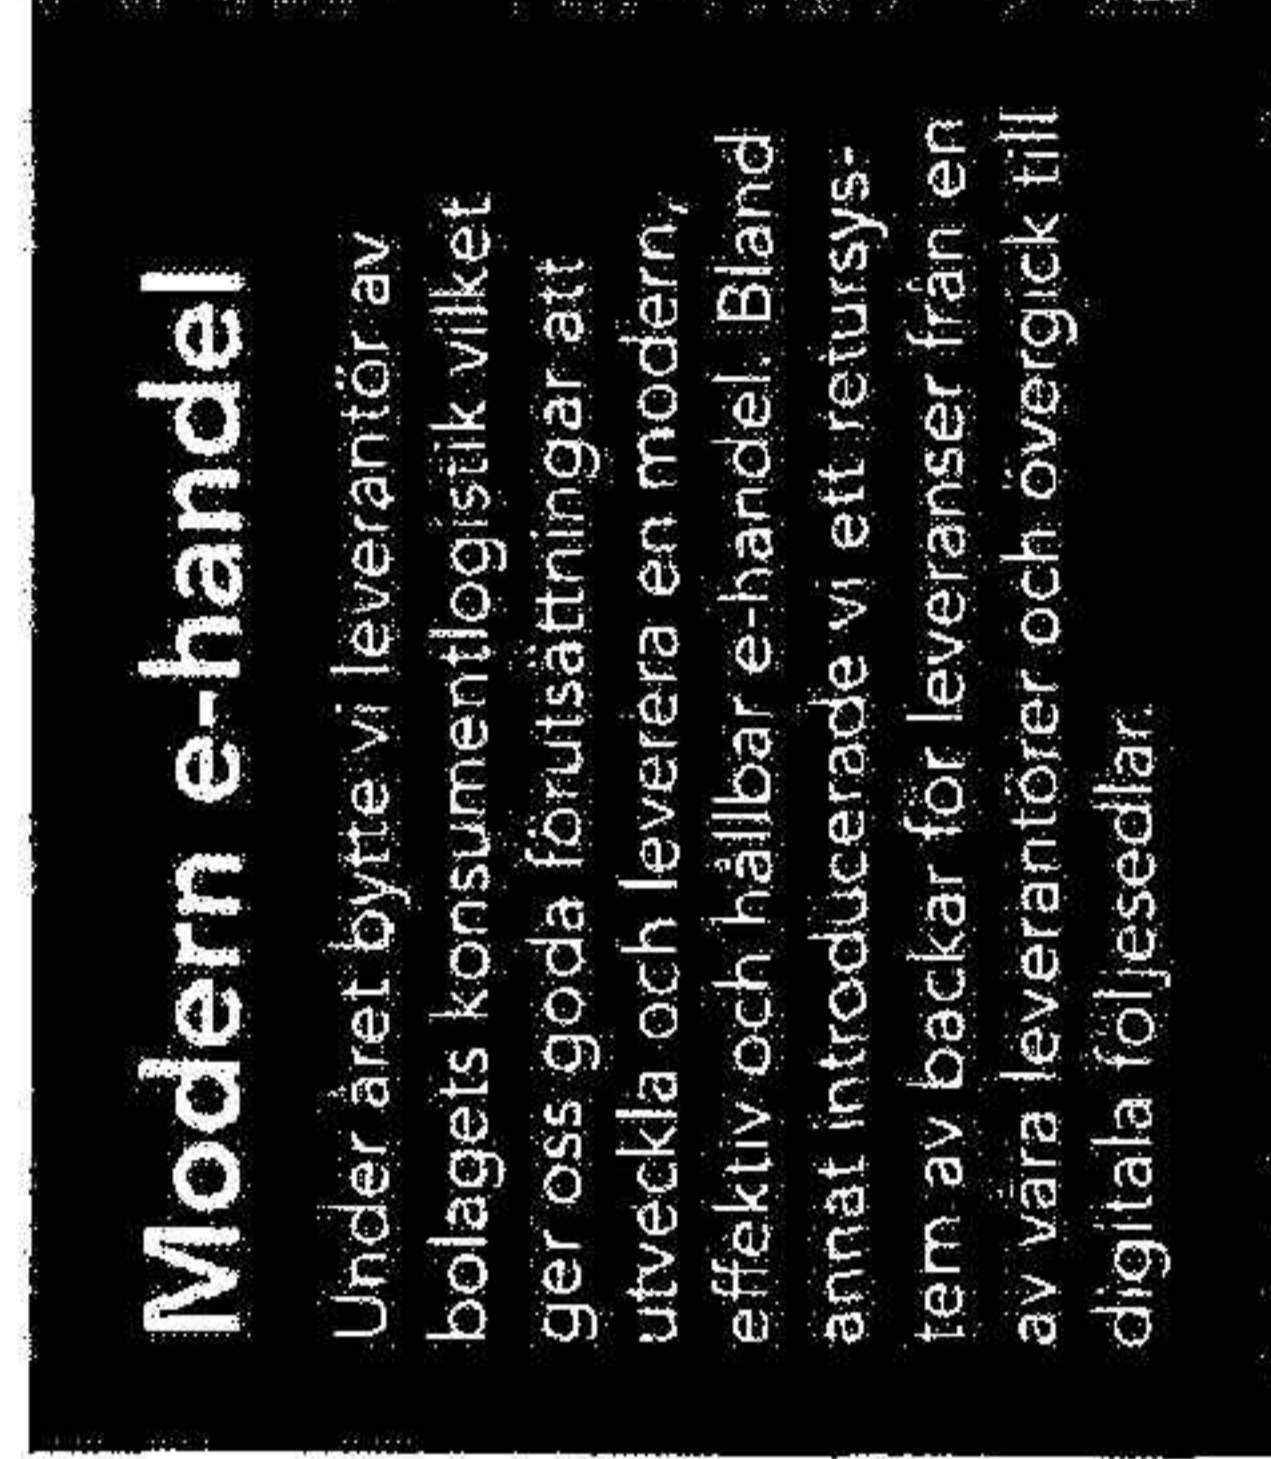 Modern e-handel
Under året bytte vi leverantör av
bolagets konsumentlogistik vilket
ger oss goda förutsättningar att
utveckla och leverera en modern,
effektiv och hållbar e-handel. Bland
annat introducerade vi ett retursys-
tem av backar för leveranser från en
av våra leverantörer och övergick till
digitala följesedlar.